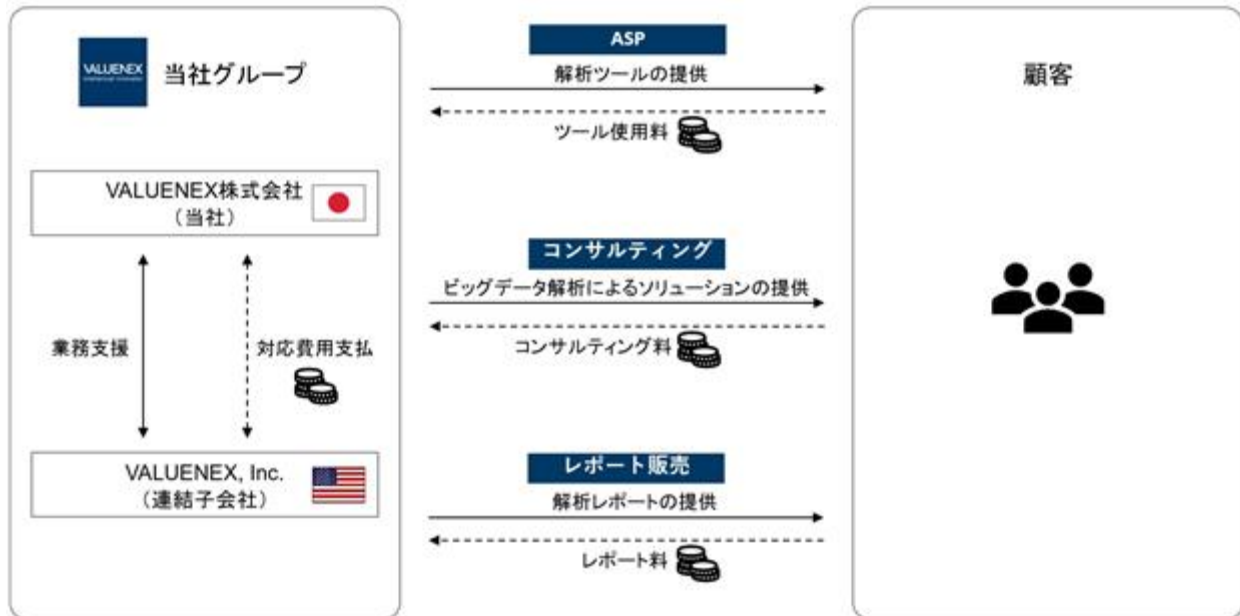 VALUENEX
当社グループ
VALUENEX株式会社
（当社）
業務支援
対応費用支払
VALUENEX, Inc.
（連結子会社）
ASP
解析ツールの提供
ツール使用料
コンサルティング
ビッグデータ解析によるソリューションの提供
コンサルティング料
レポート販売
解析レポートの提供
レポート料
顧客